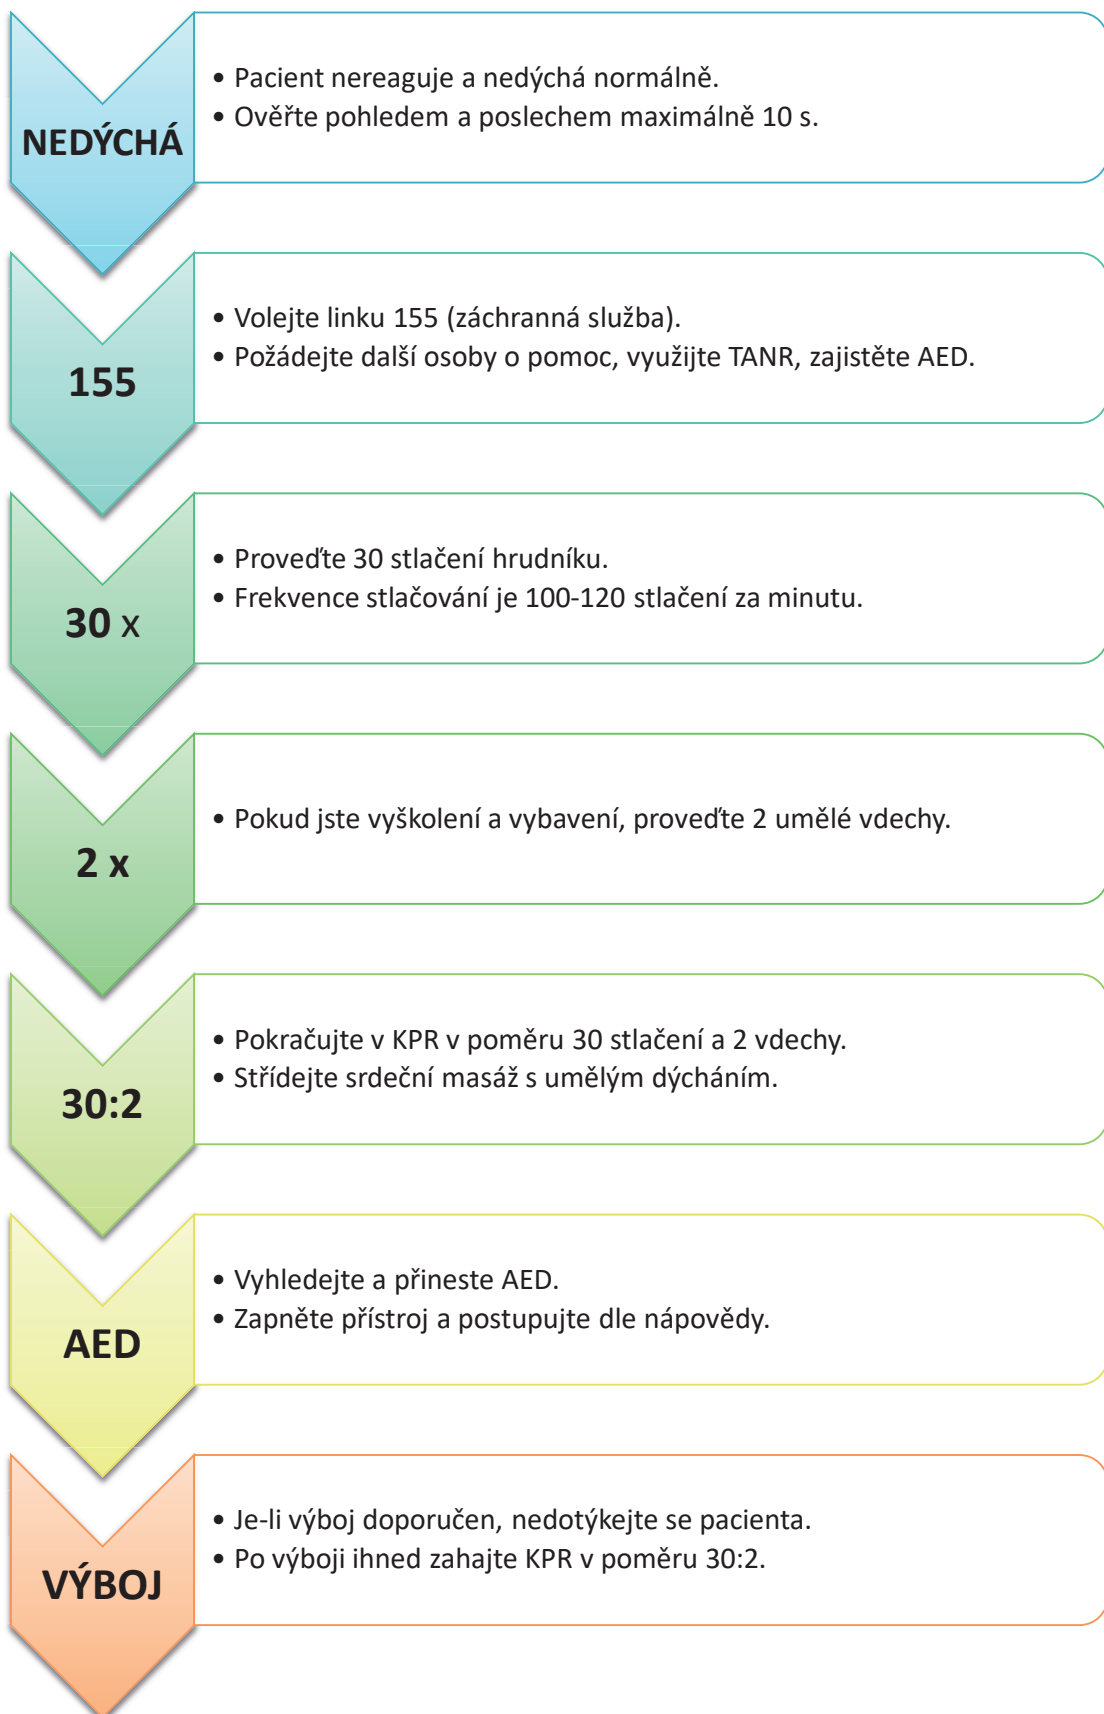 NEDÝCHÁ
• Pacient nereaguje a nedýchá normálně.
• Ověřte pohledem a poslechem maximálně 10 s.
155
• Volejte linku 155 (záchranná služba).
• Požádejte další osoby o pomoc, využijte TANR, zajistěte AED.
30 x
• Proveďte 30 stlačení hrudníku.
• Frekvence stlačování je 100-120 stlačení za minutu.
2 x
• Pokud jste vyškolení a vybavení, proveďte 2 umělé vdechy.
30:2
• Pokračujte v KPR v poměru 30 stlačení a 2 vdechy.
• Střídejte srdeční masáž s umělým dýcháním.
AED
• Vyhledejte a přineste AED.
• Zapněte přístroj a postupujte dle nápovědy.
VÝBOJ
• Je-li výboj doporučen, nedotýkejte se pacienta.
• Po výboji ihned zahajte KPR v poměru 30:2.